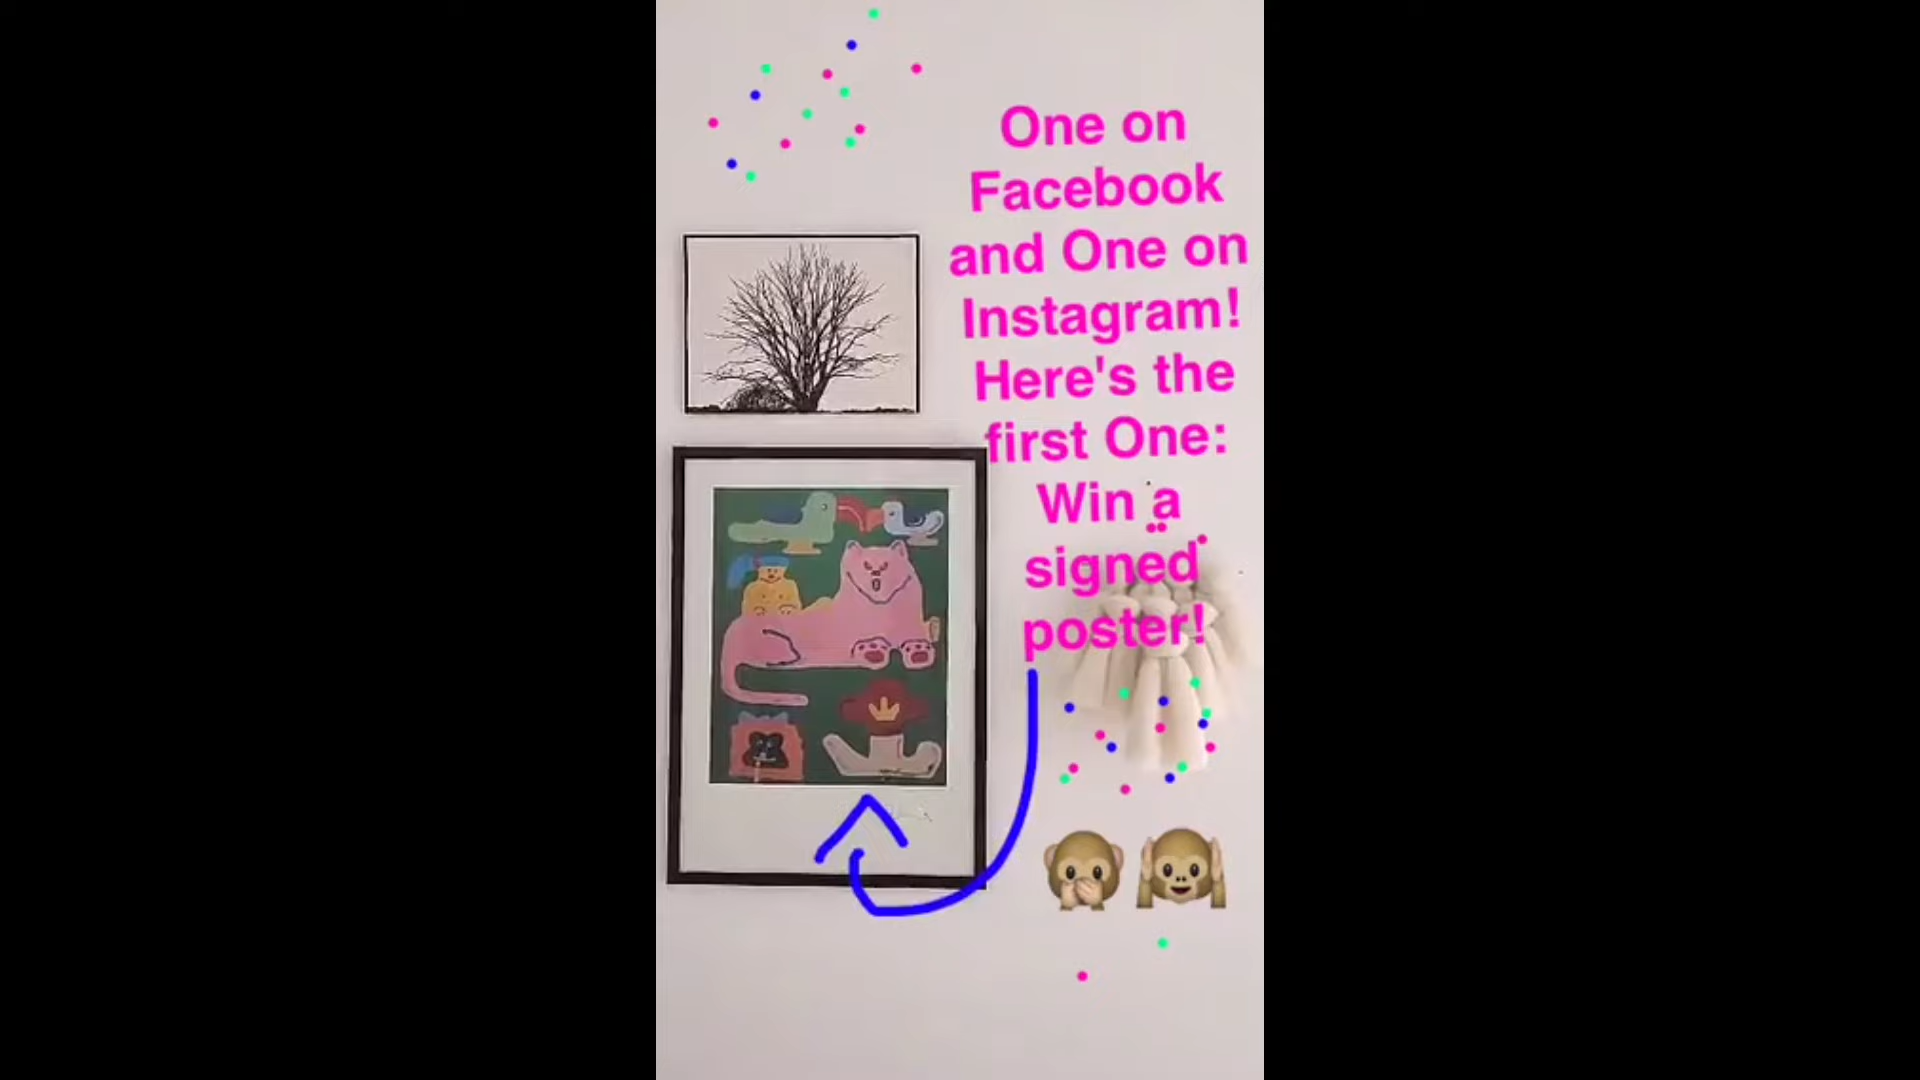 One on
Facebook
and One on
Instagram!
Here's the
first One:
Win a
signed
poster!